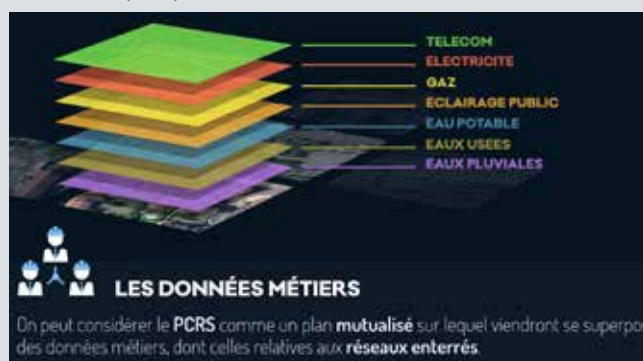 TELECOM
ELECTRICITE
GAZ
ECLAIRAGE PUBLIC
EAU POTABLE
EAUX USEES
EAUX PLUVIALES
LES DONNÉES MÉTIERS
On peut considérer le PCRS comme un plan mutualisé sur lequel viendront se superpo
des données métiers, dont celles relatives aux réseaux enterrés.